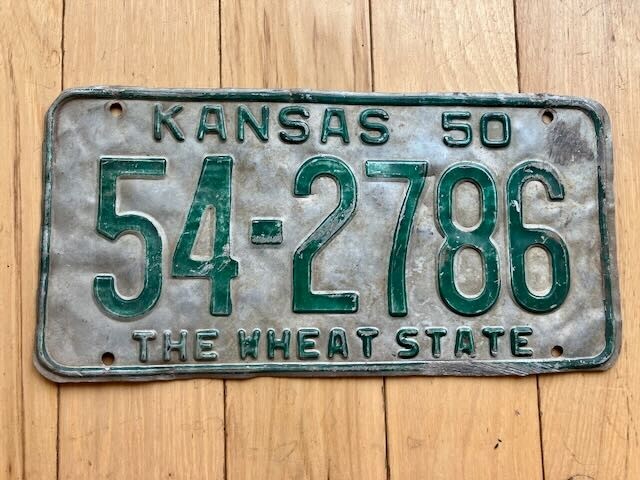 KANSAS 50
54-2786
THE WHEAT STATE